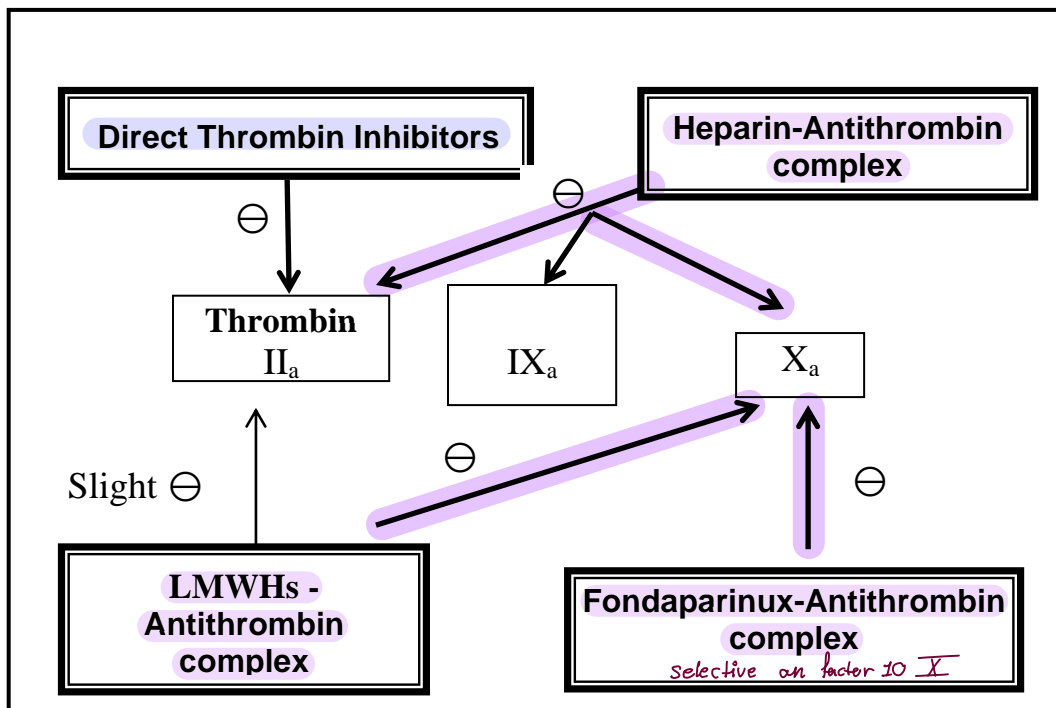 Direct Thrombin Inhibitors
Heparin-Antithrombin
complex
⊖
⊖
Thrombin
IIₐ
IXₐ
Xₐ
⊖
Slight ⊖
⊖
LMWHs -
Antithrombin
complex
Fondaparinux-Antithrombin
complex
selective on factor 10 X